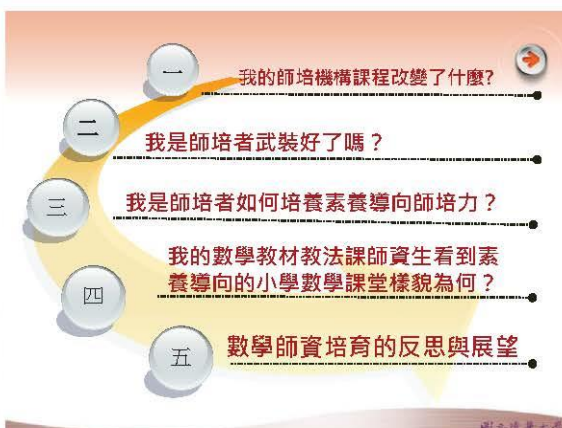 一
我的師培機構課程改變了什麼?
二
我是師培者武裝好了嗎？
三
我是師培者如何培養素養導向師培力？
四
我的數學教材教法課師資生看到素
養導向的小學數學課堂樣貌為何？
五
數學師資培育的反思與展望